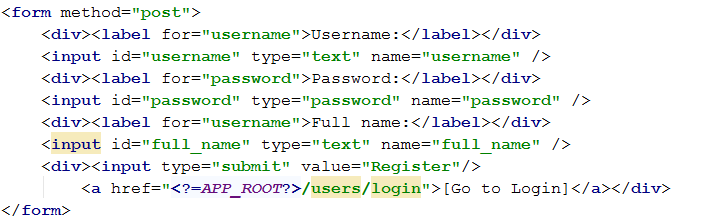 <form method="post">
<div><label for="username">Username:</label></div>
<input id="username" type="text" name="username" />
<div><label for="password">Password:</label></div>
<input id="password" type="password" name="password" />
<div><label for="username">Full name:</label></div>
<input id="full_name" type="text" name="full_name" />
<div><input type="submit" value="Register"/>
<a href="<?=APP_ROOT?>/users/login">[Go to Login]</a></div>
</form>